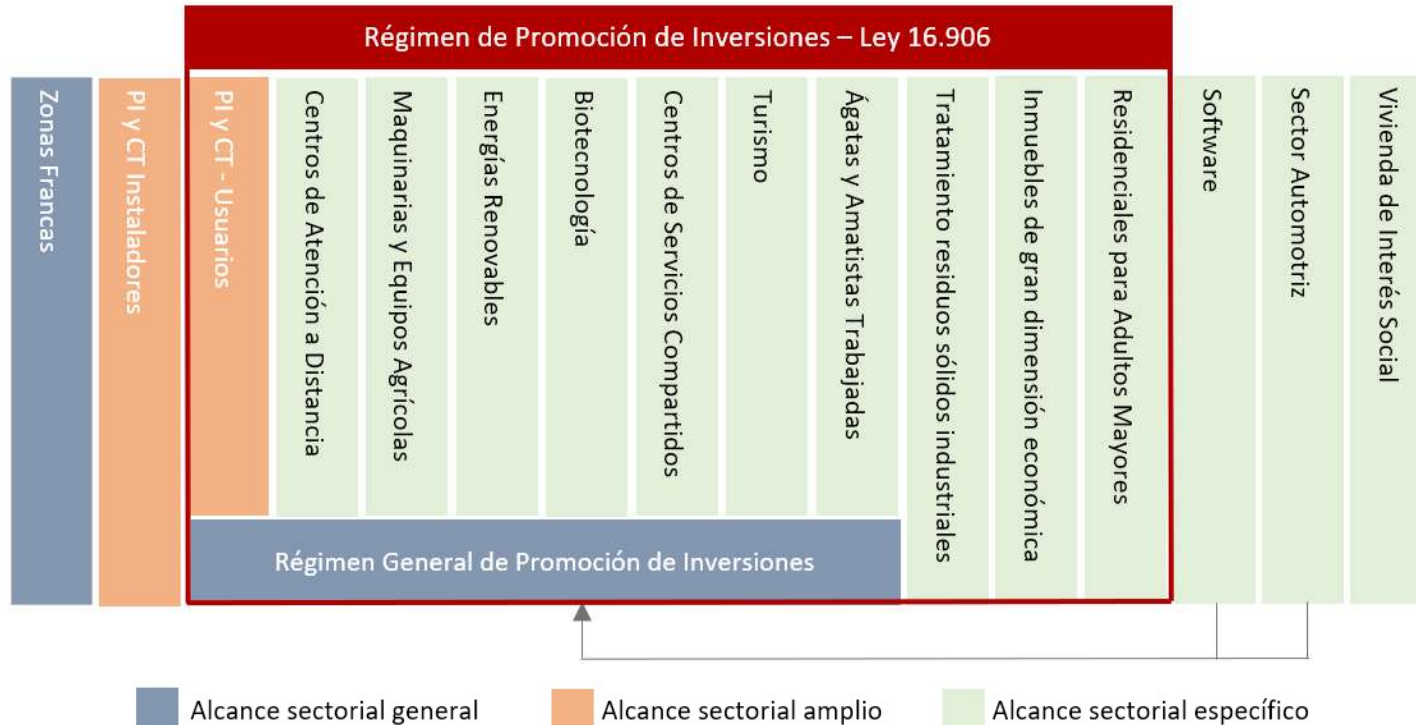 Régimen de Promoción de Inversiones – Ley 16.906
Zonas Francas
PI y CT Instaladores
PI y CT - Usuarios
Centros de Atención a Distancia
Maquinarias y Equipos Agrícolas
Energías Renovables
Biotecnología
Centros de Servicios Compartidos
Turismo
Ágatas y Amatistas Trabajadas
Tratamiento residuos sólidos industriales
Inmuebles de gran dimensión económica
Residenciales para Adultos Mayores
Software
Sector Automotriz
Vivienda de Interés Social
Régimen General de Promoción de Inversiones
Alcance sectorial general
Alcance sectorial amplio
Alcance sectorial específico